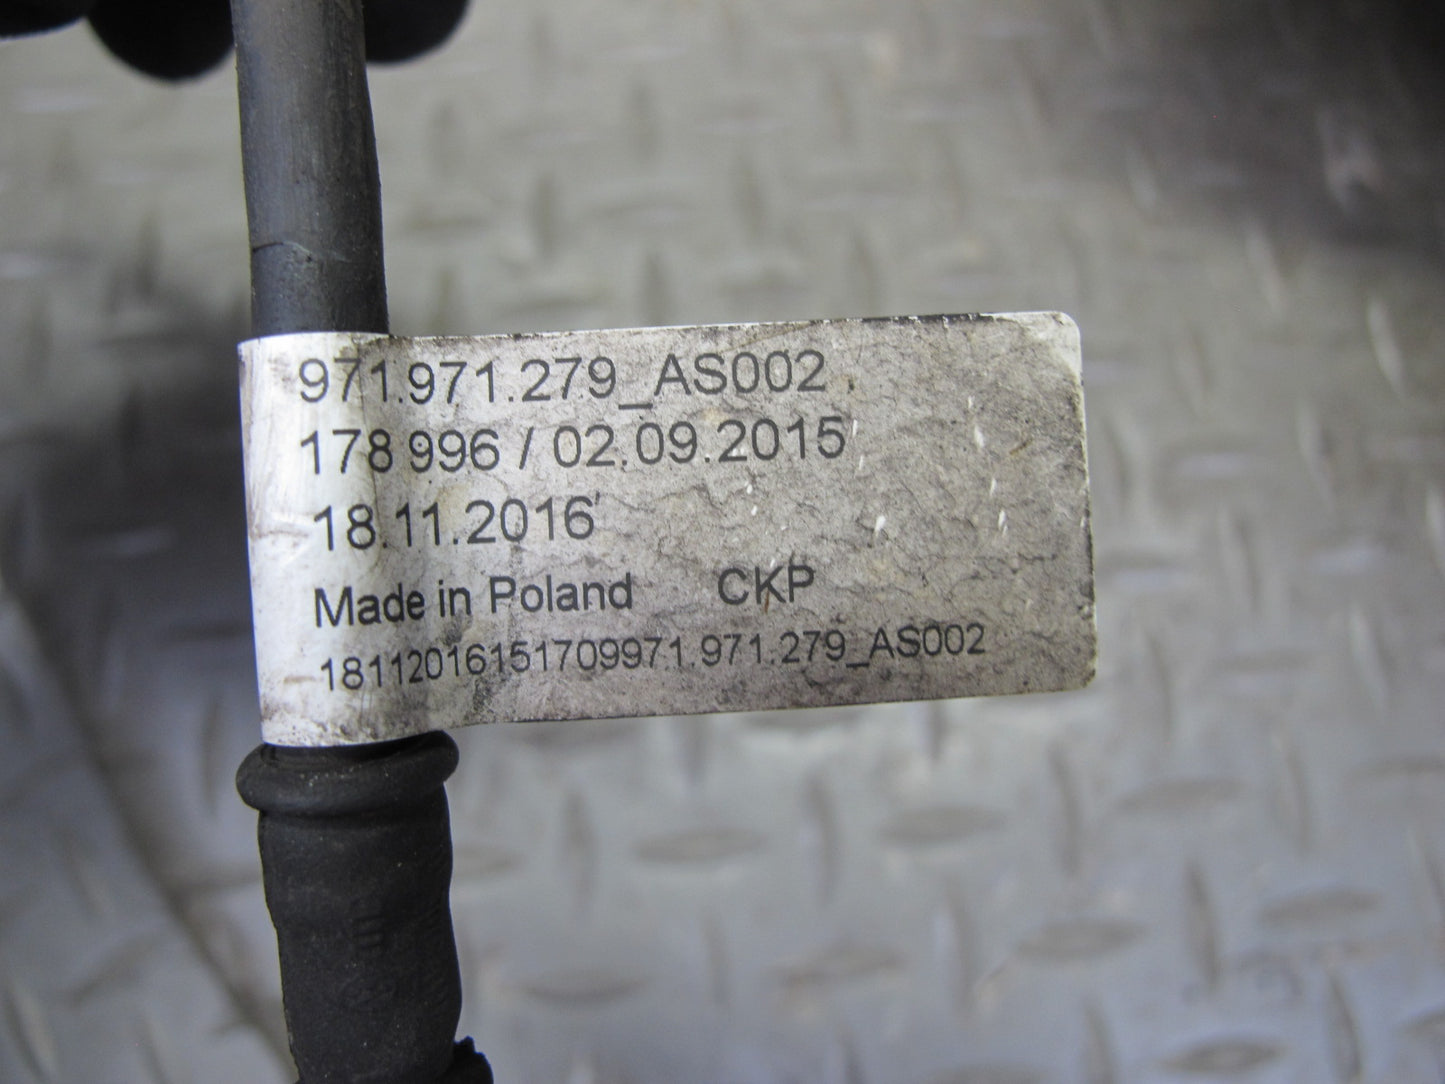 971.971.279_AS002
178 996 / 02.09.2015
18.11.2016
Made in Poland CKP
18112016151709971.971.279_AS002